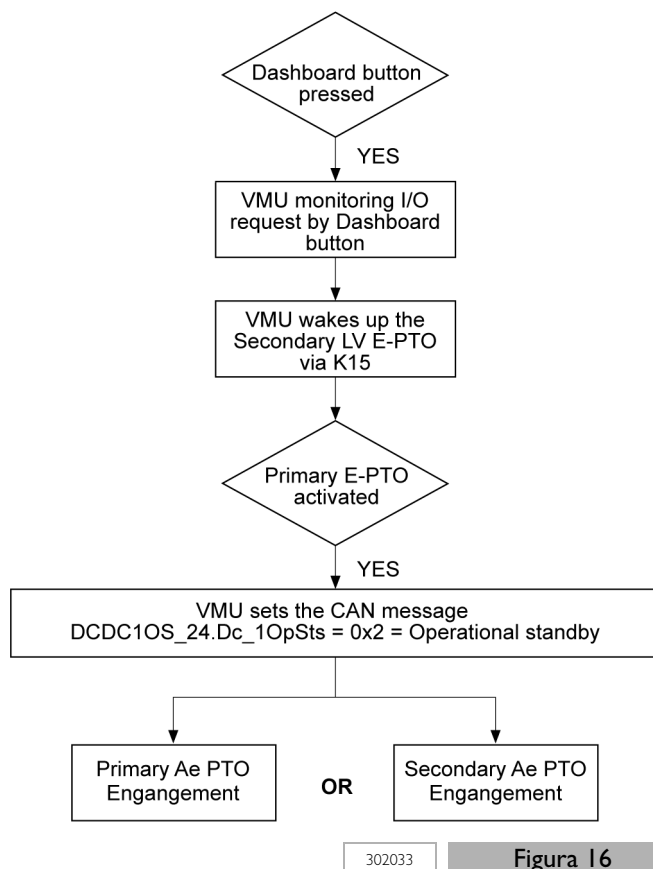 Dashboard button
pressed
YES
VMU monitoring I/O
request by Dashboard
button
VMU wakes up the
Secondary LV E-PTO
via K15
Primary E-PTO
activated
YES
VMU sets the CAN message
DCDC1OS_24.Dc_1OpSts = 0x2 = Operational standby
Primary Ae PTO
Engangement
OR
Secondary Ae PTO
Engangement
302033
Figura 16